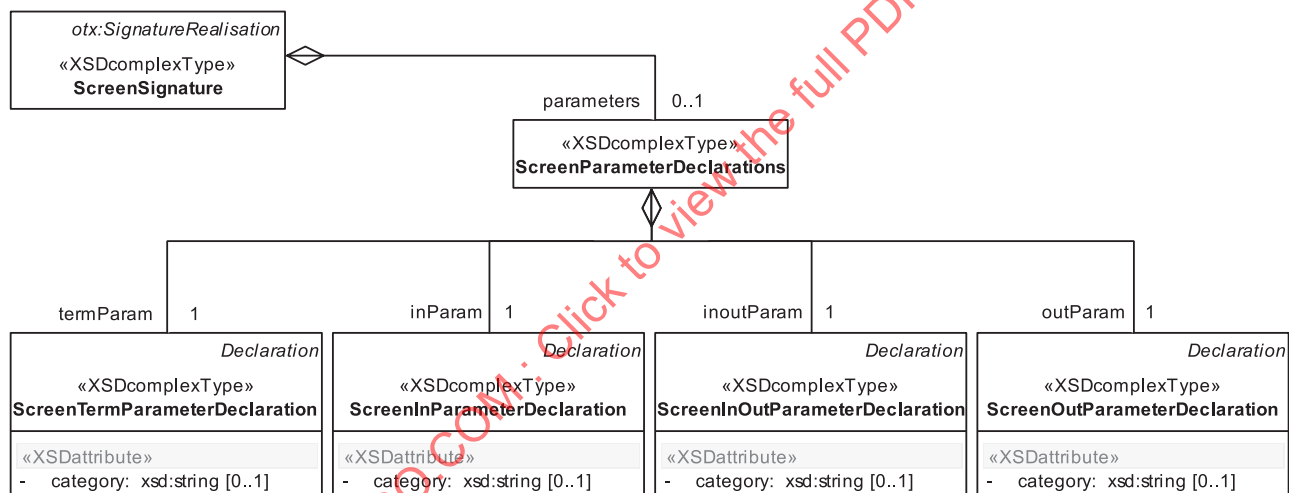 otx:SignatureRealisation
«XSDcomplexType»
ScreenSignature
parameters 0..1
«XSDcomplexType»
ScreenParameterDeclarations
termParam 1
inParam 1
inoutParam 1
outParam 1
Declaration
«XSDcomplexType»
ScreenTermParameterDeclaration
«XSDattribute»
- category: xsd:string [0..1]
Declaration
«XSDcomplexType»
ScreenInParameterDeclaration
«XSDattribute»
- category: xsd:string [0..1]
Declaration
«XSDcomplexType»
ScreenInOutParameterDeclaration
«XSDattribute»
- category: xsd:string [0..1]
Declaration
«XSDcomplexType»
ScreenOutParameterDeclaration
«XSDattribute»
- category: xsd:string [0..1]
.COM : Click to view the full PDF